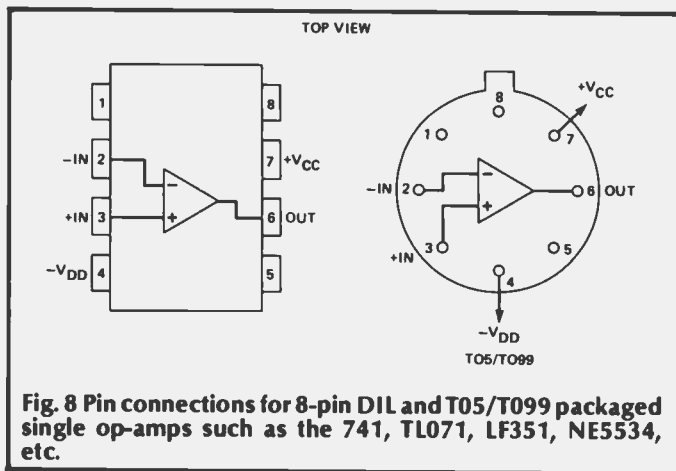 TOP VIEW
1
8
−IN 2
7 +VCC
+IN 3
6 OUT
−VDD 4
5
−
+
8
+VCC
1
7
−IN 2
−
6 OUT
+
3
+IN
5
4
−VDD
TO5/TO99
Fig. 8 Pin connections for 8-pin DIL and T05/T099 packaged
single op-amps such as the 741, TL071, LF351, NE5534,
etc.